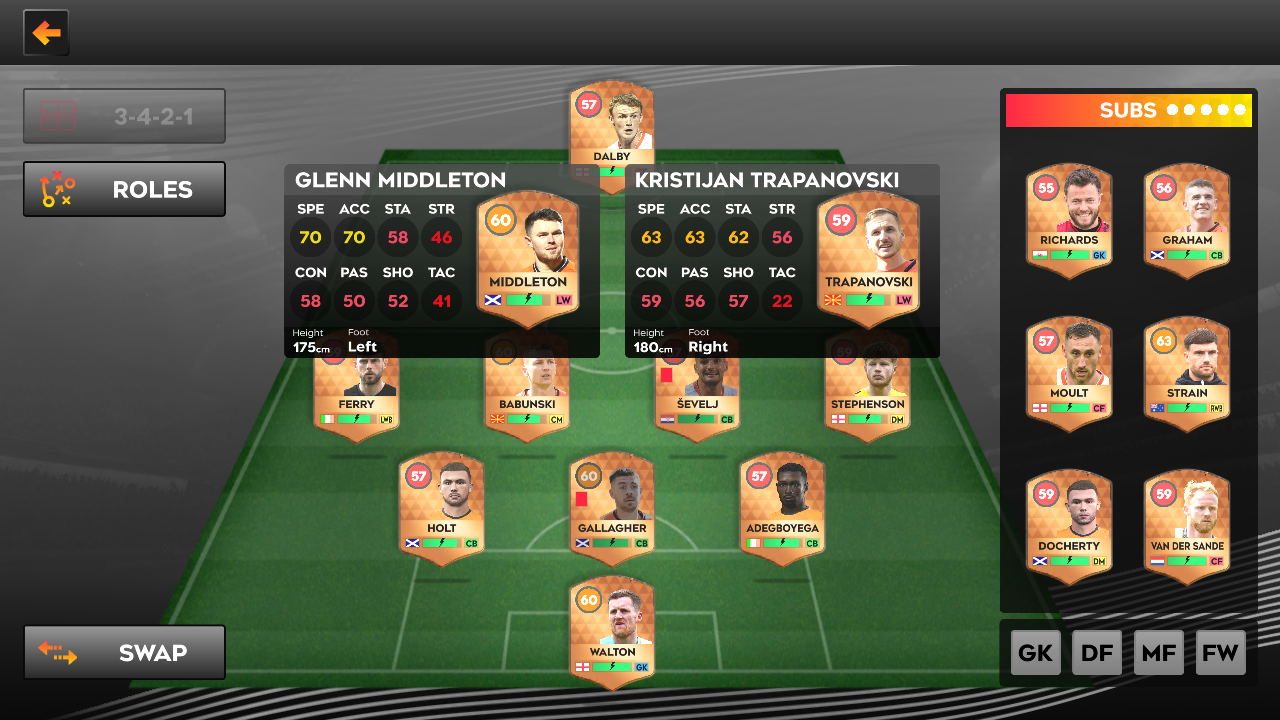 3-4-2-1
ROLES
57
DALBY
GLENN MIDDLETON
SPE ACC STA STR
70 70 58 46
CON PAS SHO TAC
58 50 52 41
Height Foot
175cm Left
60
MIDDLETON
LW
KRISTIJAN TRAPANOVSKI
SPE ACC STA STR
63 63 62 56
CON PAS SHO TAC
59 56 57 22
Height Foot
180cm Right
59
TRAPANOVSKI
LW
FERRY
LWB
60
BABUNSKI
CM
ŠEVELJ
CB
59
STEPHENSON
DM
57
HOLT
CB
60
GALLAGHER
CB
57
ADEGBOYEGA
CB
60
WALTON
GK
SWAP
SUBS
55
RICHARDS
GK
56
GRAHAM
CB
57
MOULT
CF
63
STRAIN
RWB
59
DOCHERTY
DM
59
VAN DER SANDE
CF
GK DF MF FW